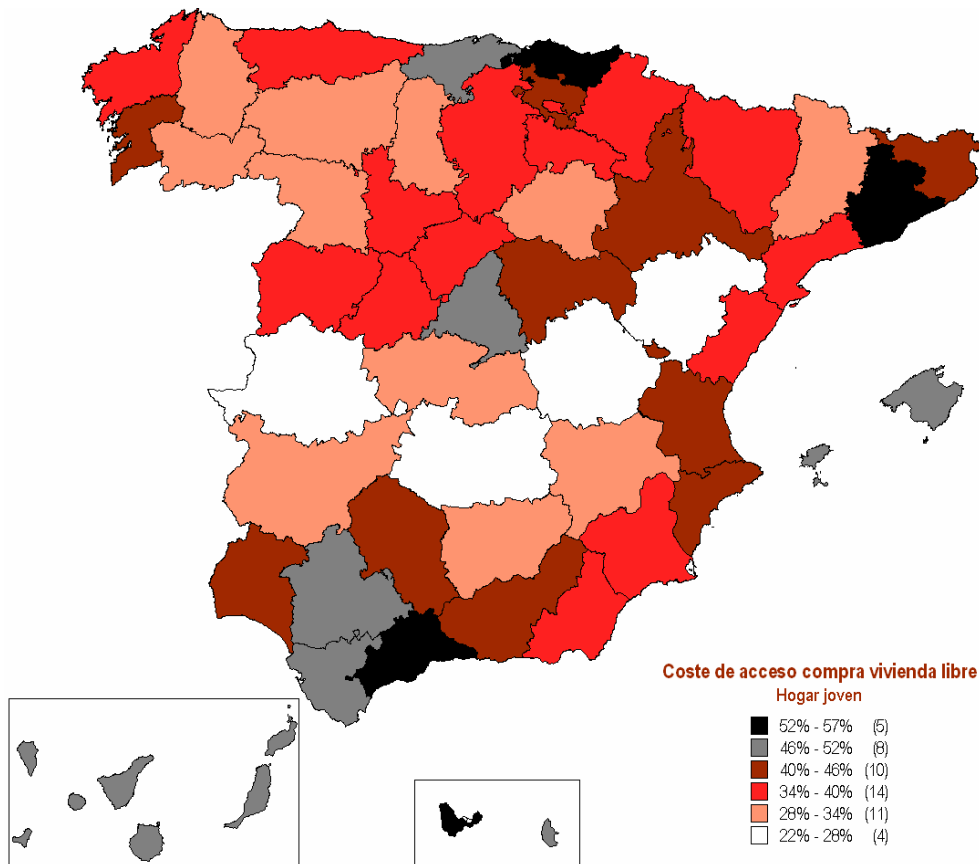 Coste de acceso compra vivienda libre
Hogar joven
52% - 57% (5)
46% - 52% (8)
40% - 46% (10)
34% - 40% (14)
28% - 34% (11)
22% - 28% (4)